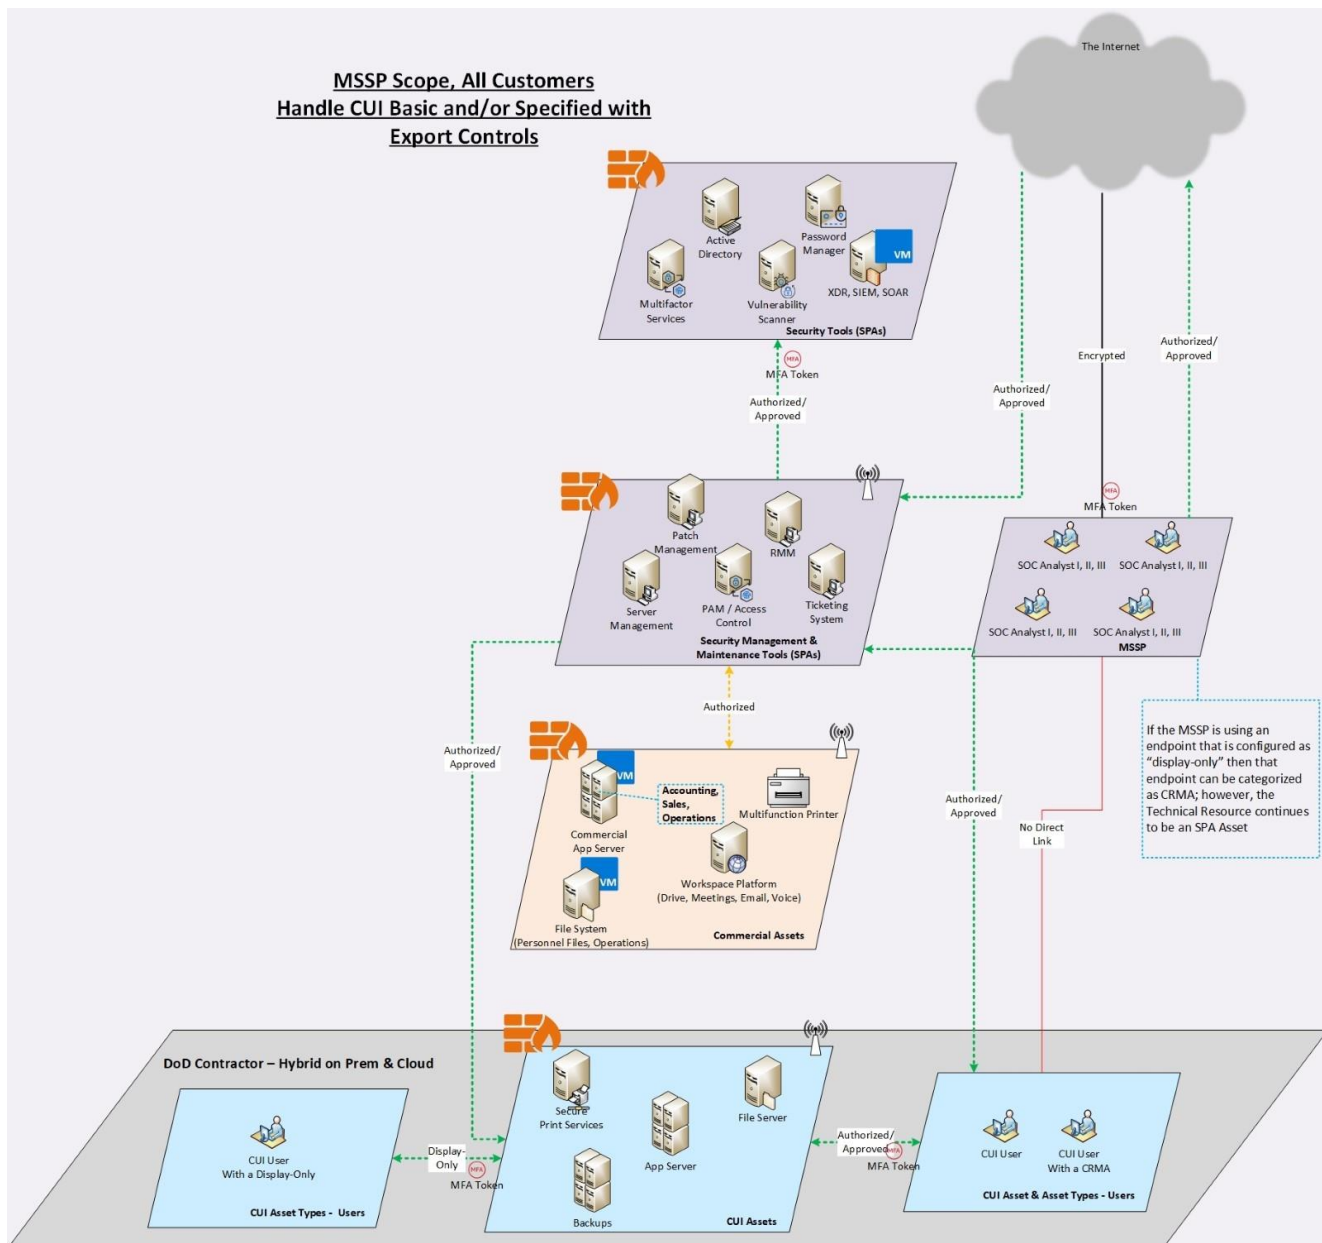 The Internet
MSSP Scope, All Customers
Handle CUI Basic and/or Specified with
Export Controls
Active
Directory
Password
Manager
VM
Multifactor
Services
Vulnerability
Scanner
XDR, SIEM, SOAR
Security Tools (SPAs)
MFA
MFA Token
Authorized/
Approved
Encrypted
Authorized/
Approved
Authorized/
Approved
MFA
MFA Token
Patch
Management
RMM
Server
Management
PAM / Access
Control
Ticketing
System
Security Management &
Maintenance Tools (SPAs)
SOC Analyst I, II, III
SOC Analyst I, II, III
SOC Analyst I, II, III
SOC Analyst I, II, III
MSSP
Authorized
Authorized/
Approved
If the MSSP is using an
endpoint that is configured as
“display-only” then that
endpoint can be categorized
as CRMA; however, the
Technical Resource continues
to be an SPA Asset
VM
Accounting,
Sales,
Operations
Commercial
App Server
Multifunction Printer
VM
File System
(Personnel Files, Operations)
Workspace Platform
(Drive, Meetings, Email, Voice)
Commercial Assets
Authorized/
Approved
No Direct
Link
DoD Contractor – Hybrid on Prem & Cloud
CUI User
With a Display-Only
CUI Asset Types - Users
Display-
Only
MFA
MFA Token
Secure
Print Services
App Server
File Server
Backups
CUI Assets
Authorized/
Approved
MFA
MFA Token
CUI User
CUI User
With a CRMA
CUI Asset & Asset Types - Users